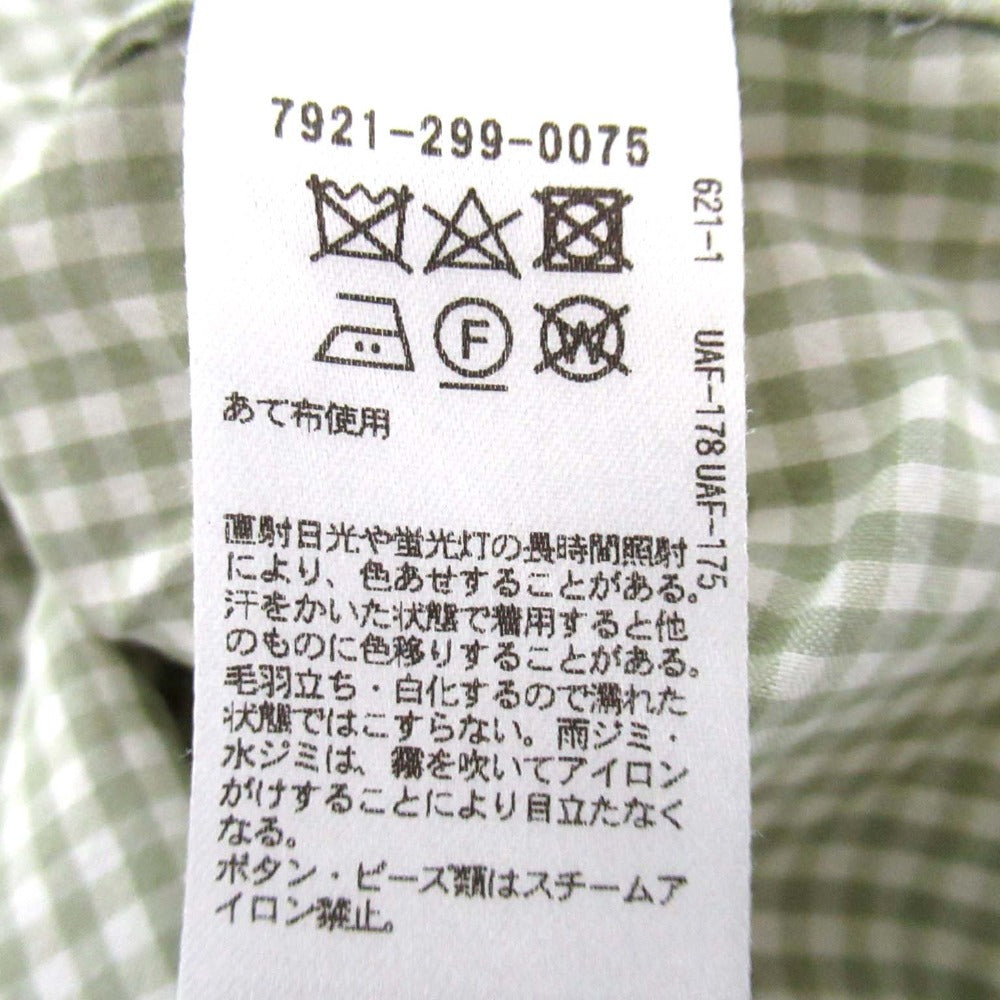 7921-299-0075
F
W
あて布使用
直射日光や蛍光灯の長時間照射
により、色あせすることがある。
汗をかいた状態で着用すると他
のものに色移りすることがある。
毛羽立ち・白化するので濡れた
状態ではこすらない。雨ジミ・
水ジミは、霧を吹いてアイロン
がけすることにより目立たなく
なる。
ボタン・ビーズ類はスチームア
イロン禁止。
621-1 UAF-178 UAF-175